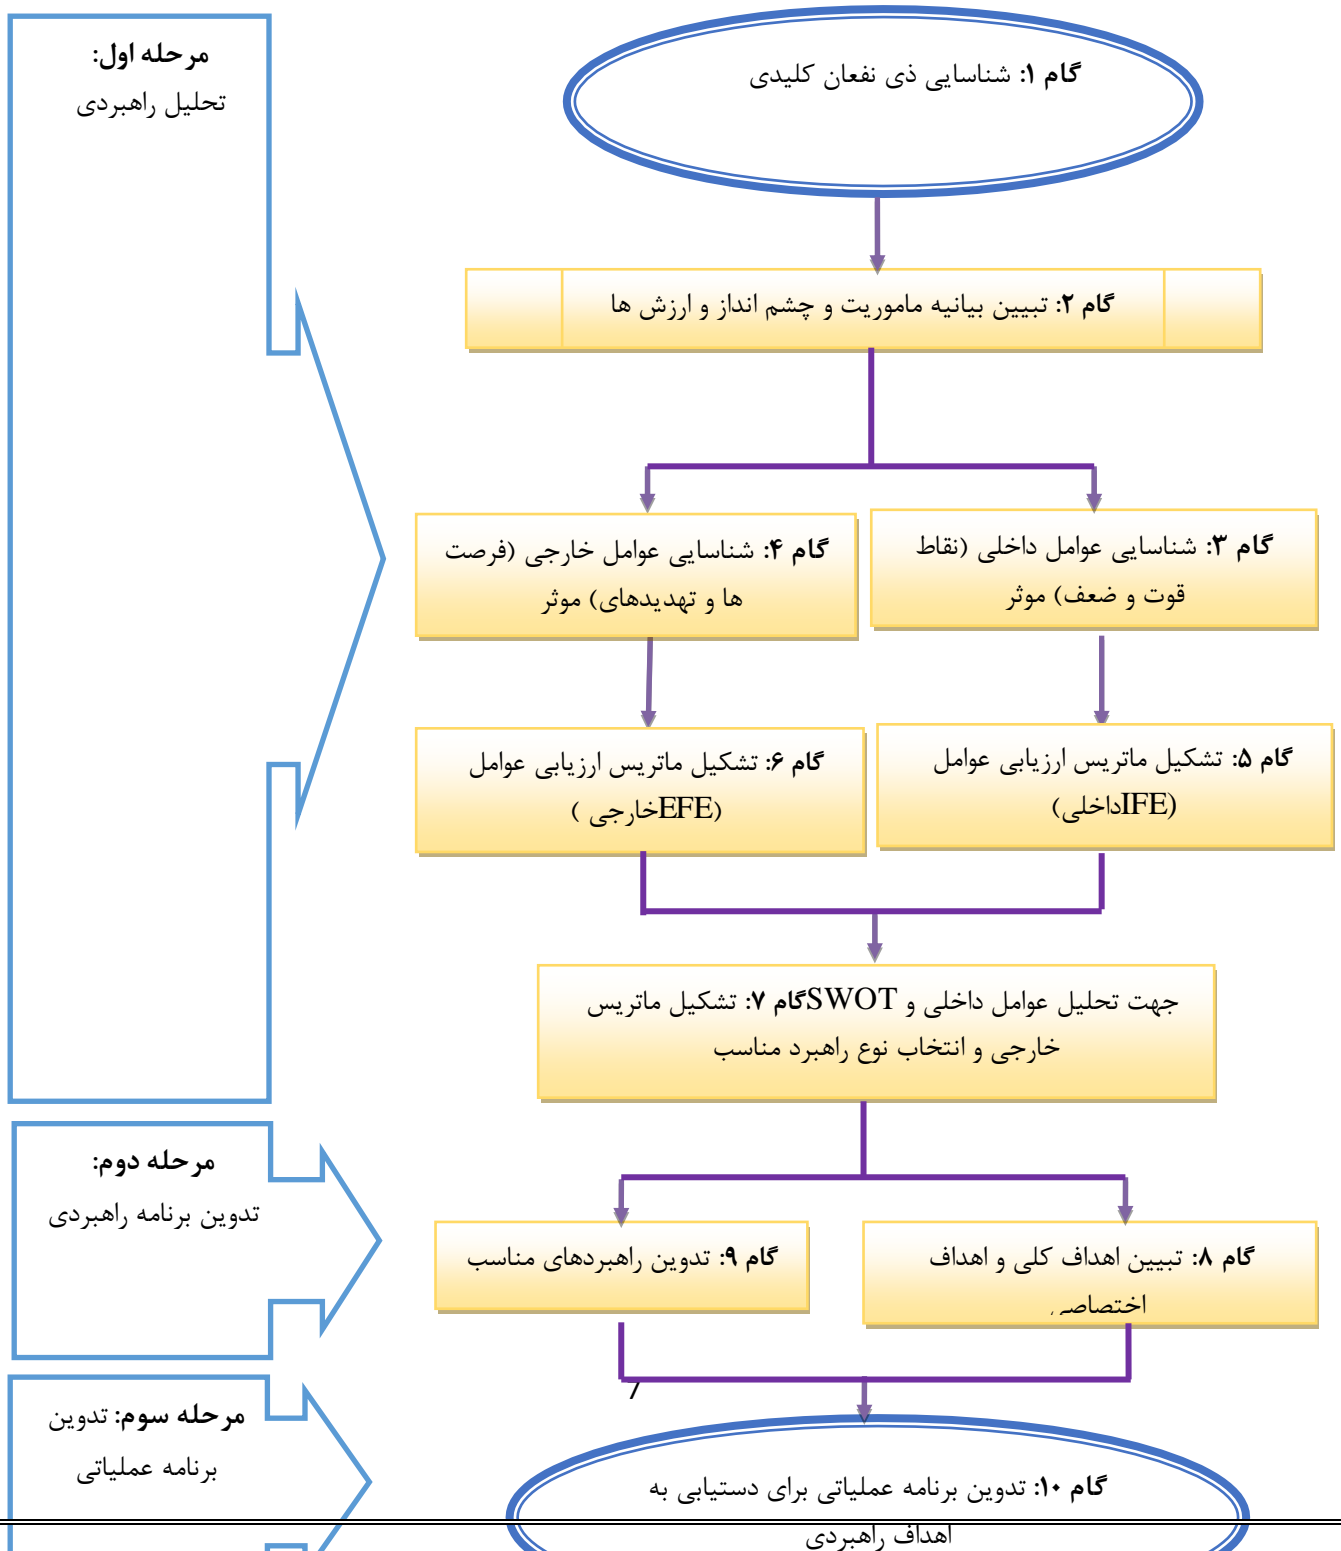 مرحله اول:
تحلیل راهبردی
گام ۱: شناسایی ذی نفعان کلیدی
گام ۲: تبیین بیانیه ماموریت و چشم انداز و ارزش ها
گام ۳: شناسایی عوامل داخلی (نقاط
قوت و ضعف) موثر
گام ۴: شناسایی عوامل خارجی (فرصت
ها و تهدیدهای) موثر
گام ۵: تشکیل ماتریس ارزیابی عوامل
(IFEداخلی)
گام ۶: تشکیل ماتریس ارزیابی عوامل
(EFEخارجی )
جهت تحلیل عوامل داخلی و SWOTگام ۷: تشکیل ماتریس
خارجی و انتخاب نوع راهبرد مناسب
مرحله دوم:
تدوین برنامه راهبردی
گام ۸: تبیین اهداف کلی و اهداف
اختصاصی
گام ۹: تدوین راهبردهای مناسب
مرحله سوم: تدوین
برنامه عملیاتی
گام ۱۰: تدوین برنامه عملیاتی برای دستیابی به
اهداف راهبردی